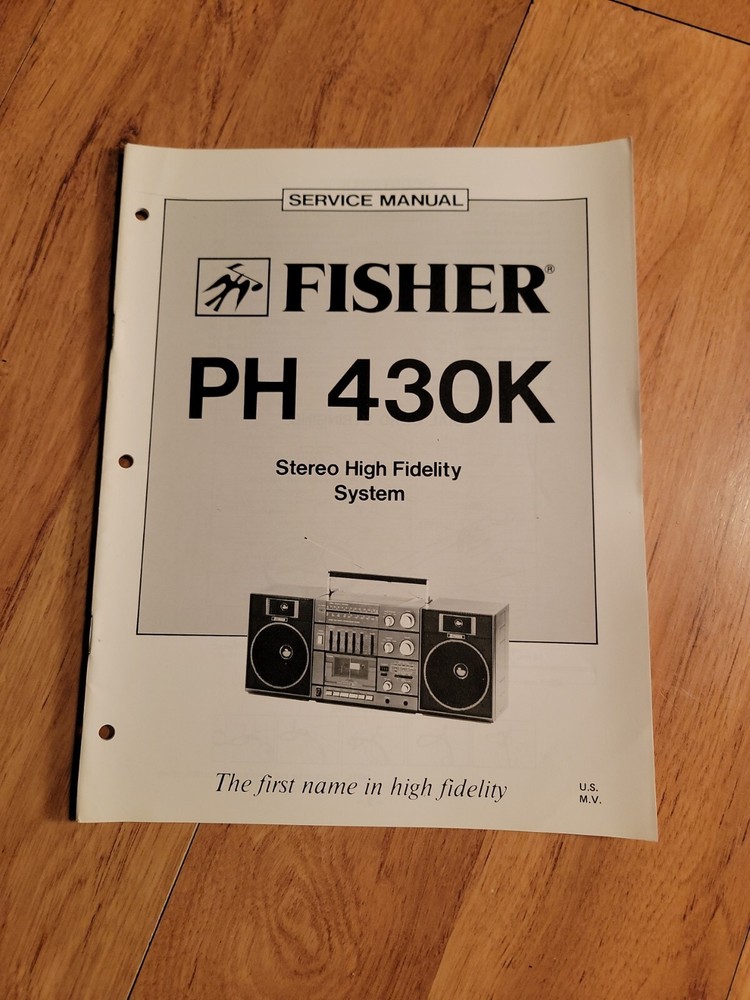 SERVICE MANUAL
FISHER®
PH 430K
Stereo High Fidelity
System
The first name in high fidelity
U.S.
M.V.